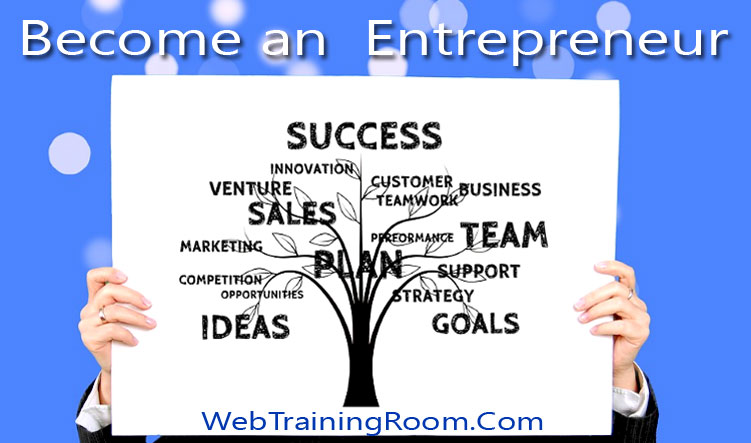 Become an Entrepreneur
SUCCESS
INNOVATION
CUSTOMER
VENTURE
TEAMWORK
BUSINESS
SALES
MARKETING
PERFORMANCE
TEAM
PLAN
SUPPORT
COMPETITION
OPPORTUNITIES
STRATEGY
IDEAS
GOALS
WebTrainingRoom.Com